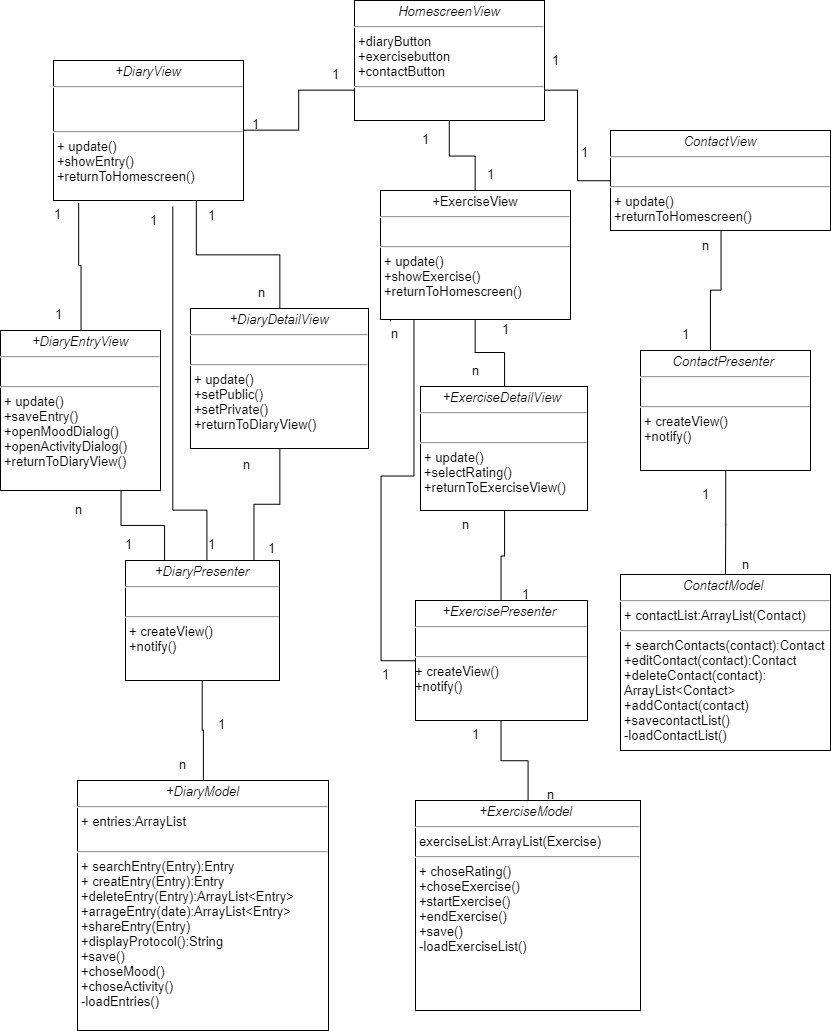 HomescreenView
+diaryButton
+exercisebutton
+contactButton
1
1
1
+DiaryView
+ update()
+showEntry()
+returnToHomescreen()
1
1
1
1
1
1
ContactView
+ update()
+returnToHomescreen()
n
+ExerciseView
+ update()
+showExercise()
+returnToHomescreen()
n
1
n
1
n
1
+DiaryEntryView
+ update()
+saveEntry()
+openMoodDialog()
+openActivityDialog()
+returnToDiaryView()
n
+DiaryDetailView
+ update()
+setPublic()
+setPrivate()
+returnToDiaryView()
n
+ExerciseDetailView
+ update()
+selectRating()
+returnToExerciseView()
n
ContactPresenter
+ createView()
+notify()
1
n
1
1
1
+DiaryPresenter
+ createView()
+notify()
1
n
1
+ExercisePresenter
+ createView()
+notify()
1
1
n
ContactModel
+ contactList:ArrayList(Contact)
+ searchContacts(contact):Contact
+editContact(contact):Contact
+deleteContact(contact):
ArrayList<Contact>
+addContact(contact)
+savecontactList()
-loadContactList()
+DiaryModel
+ entries:ArrayList
+ searchEntry(Entry):Entry
+ creatEntry(Entry):Entry
+deleteEntry(Entry):ArrayList<Entry>
+arrageEntry(date):ArrayList<Entry>
+shareEntry(Entry)
+displayProtocol():String
+save()
+choseMood()
+choseActivity()
-loadEntries()
+ExerciseModel
exerciseList:ArrayList(Exercise)
+ choseRating()
+choseExercise()
+startExercise()
+endExercise()
+save()
-loadExerciseList()